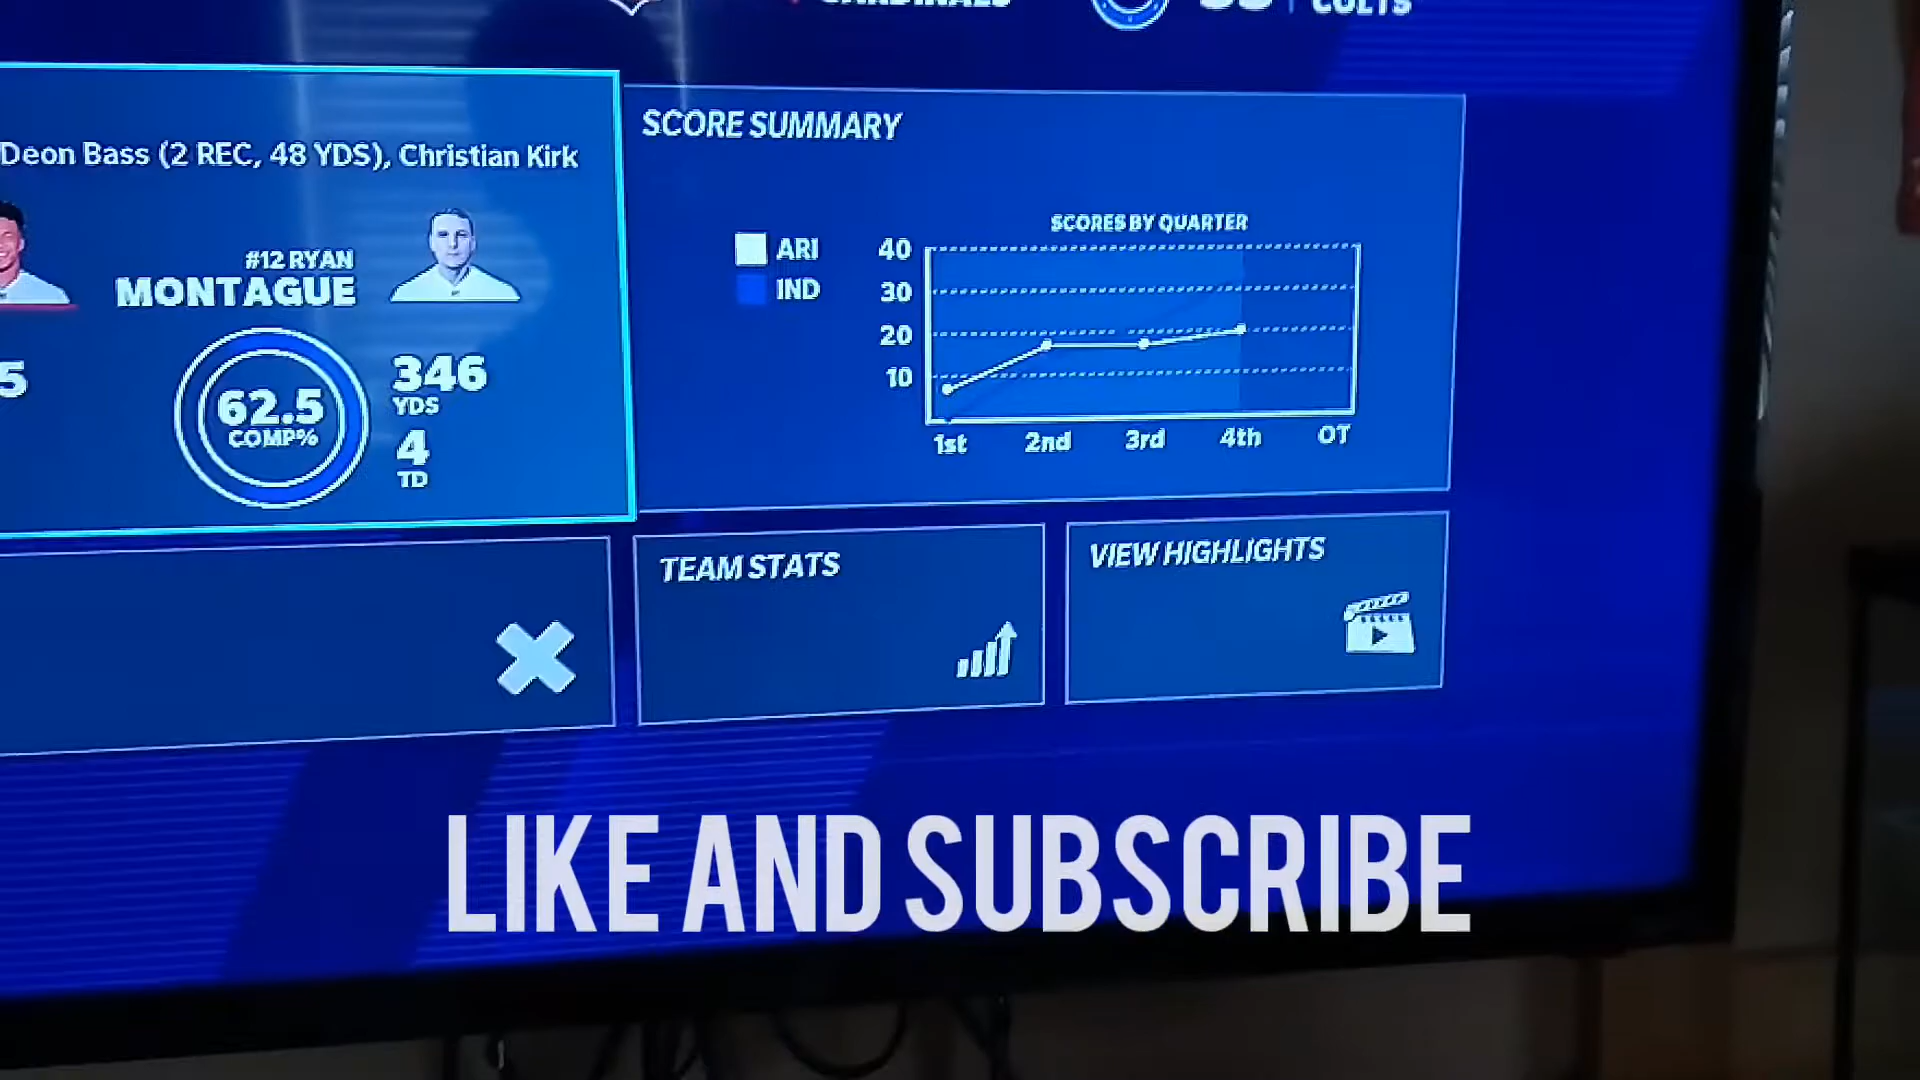 CARDINALS
COLTS
Deon Bass (2 REC, 48 YDS), Christian Kirk
SCORE SUMMARY
#12 RYAN
MONTAGUE
5
62.5
COMP%
346
YDS
4
TD
ARI
IND
SCORES BY QUARTER
40
30
20
10
1st
2nd
3rd
4th
OT
TEAM STATS
VIEW HIGHLIGHTS
LIKE AND SUBSCRIBE